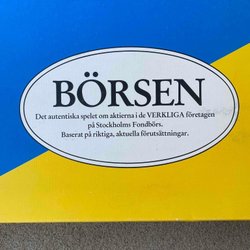 BÖRSEN
Det autentiska spelet om aktierna i de VERKLIGA företagen
på Stockholms Fondbörs.
Baserat på riktiga, aktuella förutsättningar.